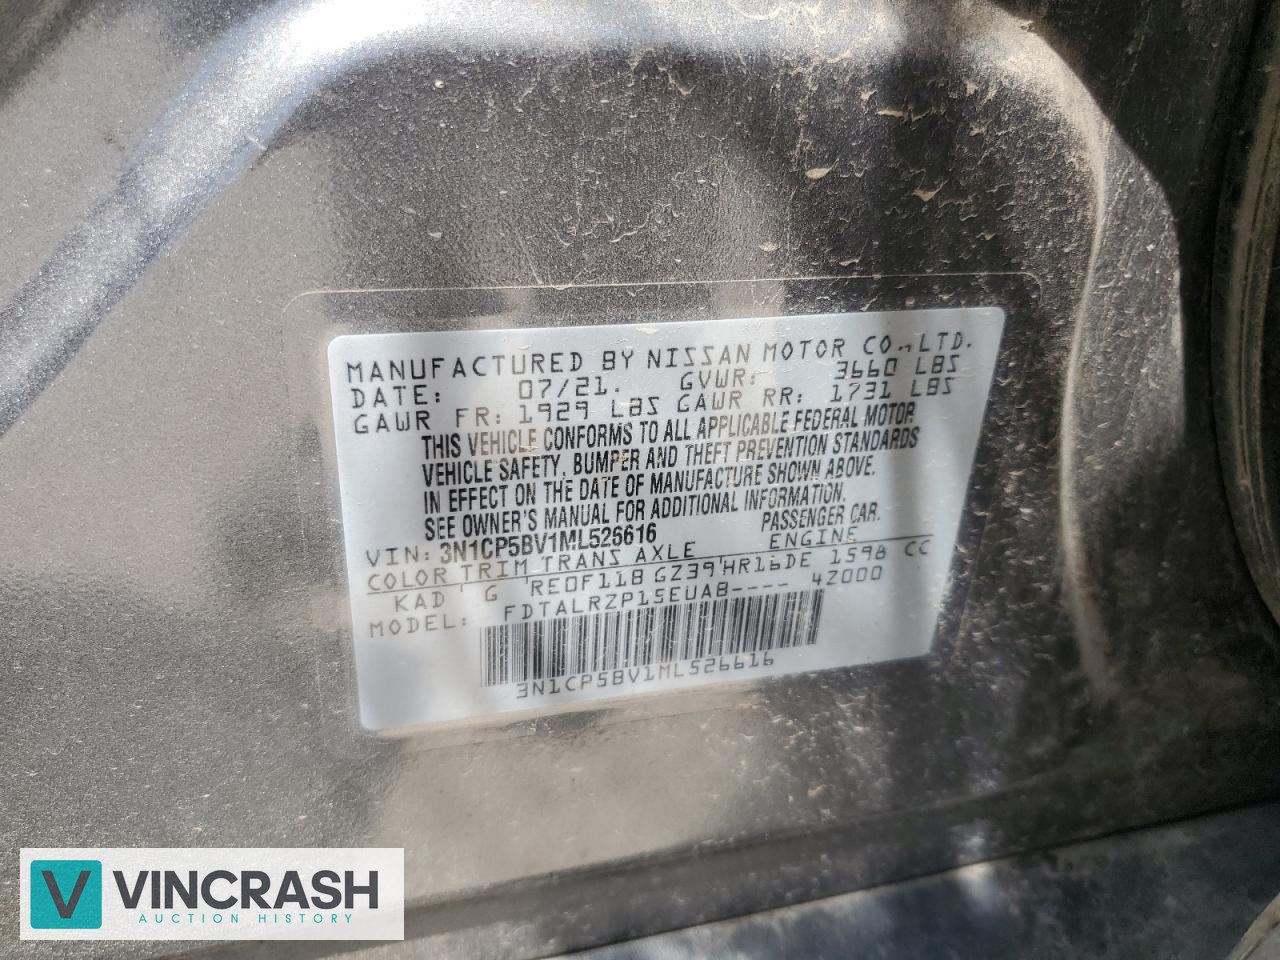 MANUFACTURED BY NISSAN MOTOR CO., LTD.
DATE: 07/21. GVWR: 3660 LBS
GAWR FR: 1929 LBS GAWR RR: 1731 LBS
THIS VEHICLE CONFORMS TO ALL APPLICABLE FEDERAL MOTOR
VEHICLE SAFETY, BUMPER AND THEFT PREVENTION STANDARDS
IN EFFECT ON THE DATE OF MANUFACTURE SHOWN ABOVE.
SEE OWNER'S MANUAL FOR ADDITIONAL INFORMATION.
VIN: 3N1CP5BV1ML526616 PASSENGER CAR.
COLOR TRIM TRANS AXLE ENGINE
KAD G RE0F11B GZ39 HR16DE 1598 CC
MODEL: FDTALRZP15EUA8---- 4Z000
3N1CP5BV1ML526616
V VINCRASH
AUCTION HISTORY